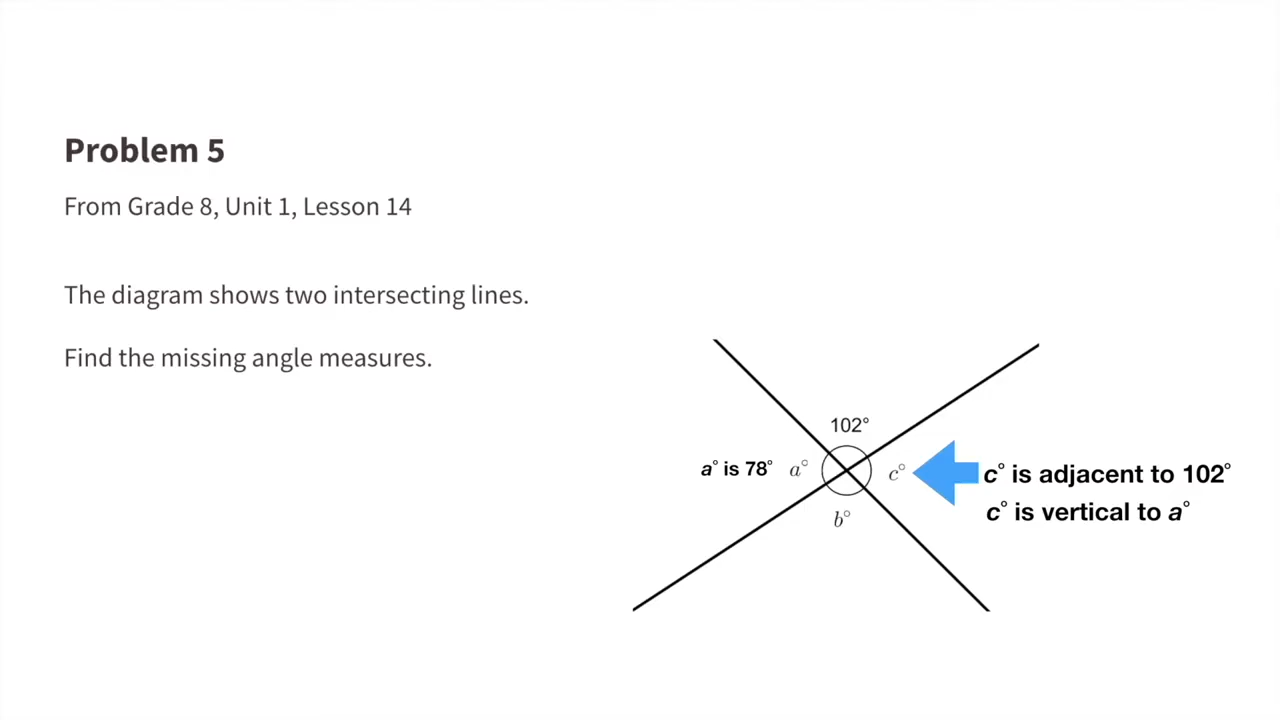 Problem 5
From Grade 8, Unit 1, Lesson 14
The diagram shows two intersecting lines.
Find the missing angle measures.
102°
a° is 78° a° c° c° is adjacent to 102°
c° is vertical to a°
b°